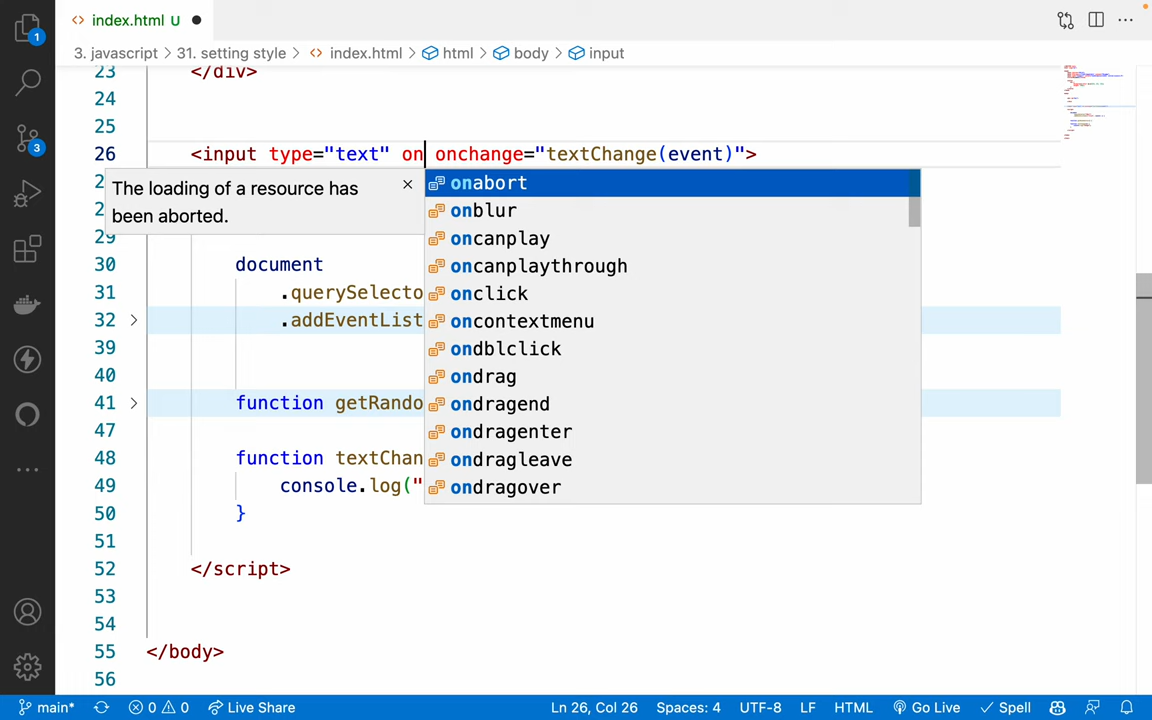 index.html U
3. javascript > 31. setting style > index.html > html > body > input
23 </div>
24
25
26 <input type="text" on onchange="textChange(event)">
The loading of a resource has
been aborted.
onabort
onblur
oncanplay
oncanplaythrough
onclick
oncontextmenu
ondblclick
ondrag
ondragend
ondragenter
ondragleave
ondragover
2
2
29
30 document
31 .querySelecto
32 .addEventList
39
40
41 function getRando
47
48 function textChan
49 console.log("
50 }
51
52 </script>
53
54
55 </body>
56
1
3
main* 0 0 Live Share Ln 26, Col 26 Spaces: 4 UTF-8 LF HTML Go Live Spell